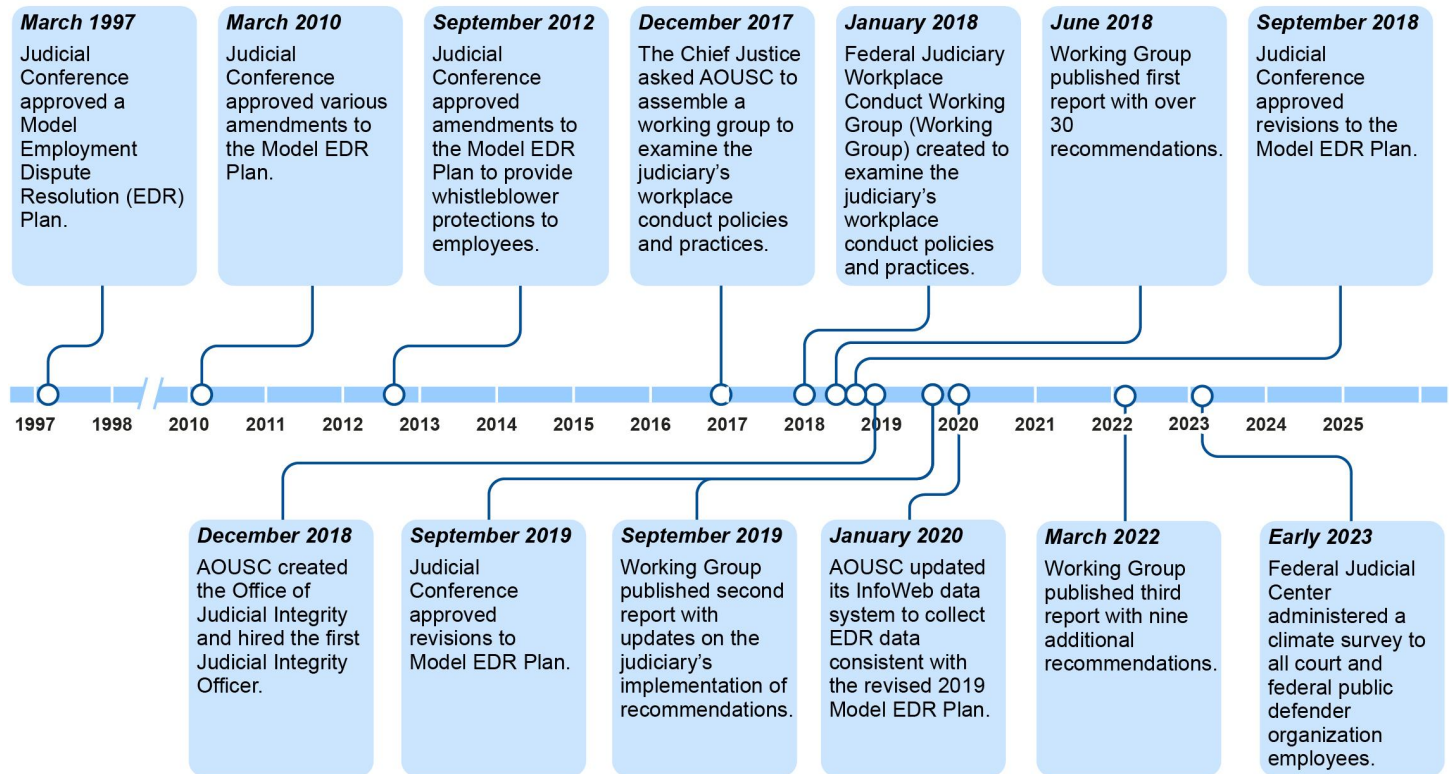 March 1997
Judicial
Conference
approved a
Model
Employment
Dispute
Resolution (EDR)
Plan.
March 2010
Judicial
Conference
approved various
amendments to
the Model EDR
Plan.
September 2012
Judicial
Conference
approved
amendments to
the Model EDR
Plan to provide
whistleblower
protections to
employees.
December 2017
The Chief Justice
asked AOUSC to
assemble a
working group to
examine the
judiciary’s
workplace
conduct policies
and practices.
January 2018
Federal Judiciary
Workplace
Conduct Working
Group (Working
Group) created to
examine the
judiciary’s
workplace
conduct policies
and practices.
June 2018
Working Group
published first
report with over
30
recommendations.
September 2018
Judicial
Conference
approved
revisions to the
Model EDR Plan.
1997 1998 2010 2011 2012 2013 2014 2015 2016 2017 2018 2019 2020 2021 2022 2023 2024 2025
December 2018
AOUSC created
the Office of
Judicial Integrity
and hired the first
Judicial Integrity
Officer.
September 2019
Judicial
Conference
approved
revisions to
Model EDR Plan.
September 2019
Working Group
published second
report with
updates on the
judiciary’s
implementation of
recommendations.
January 2020
AOUSC updated
its InfoWeb data
system to collect
EDR data
consistent with
the revised 2019
Model EDR Plan.
March 2022
Working Group
published third
report with nine
additional
recommendations.
Early 2023
Federal Judicial
Center
administered a
climate survey to
all court and
federal public
defender
organization
employees.